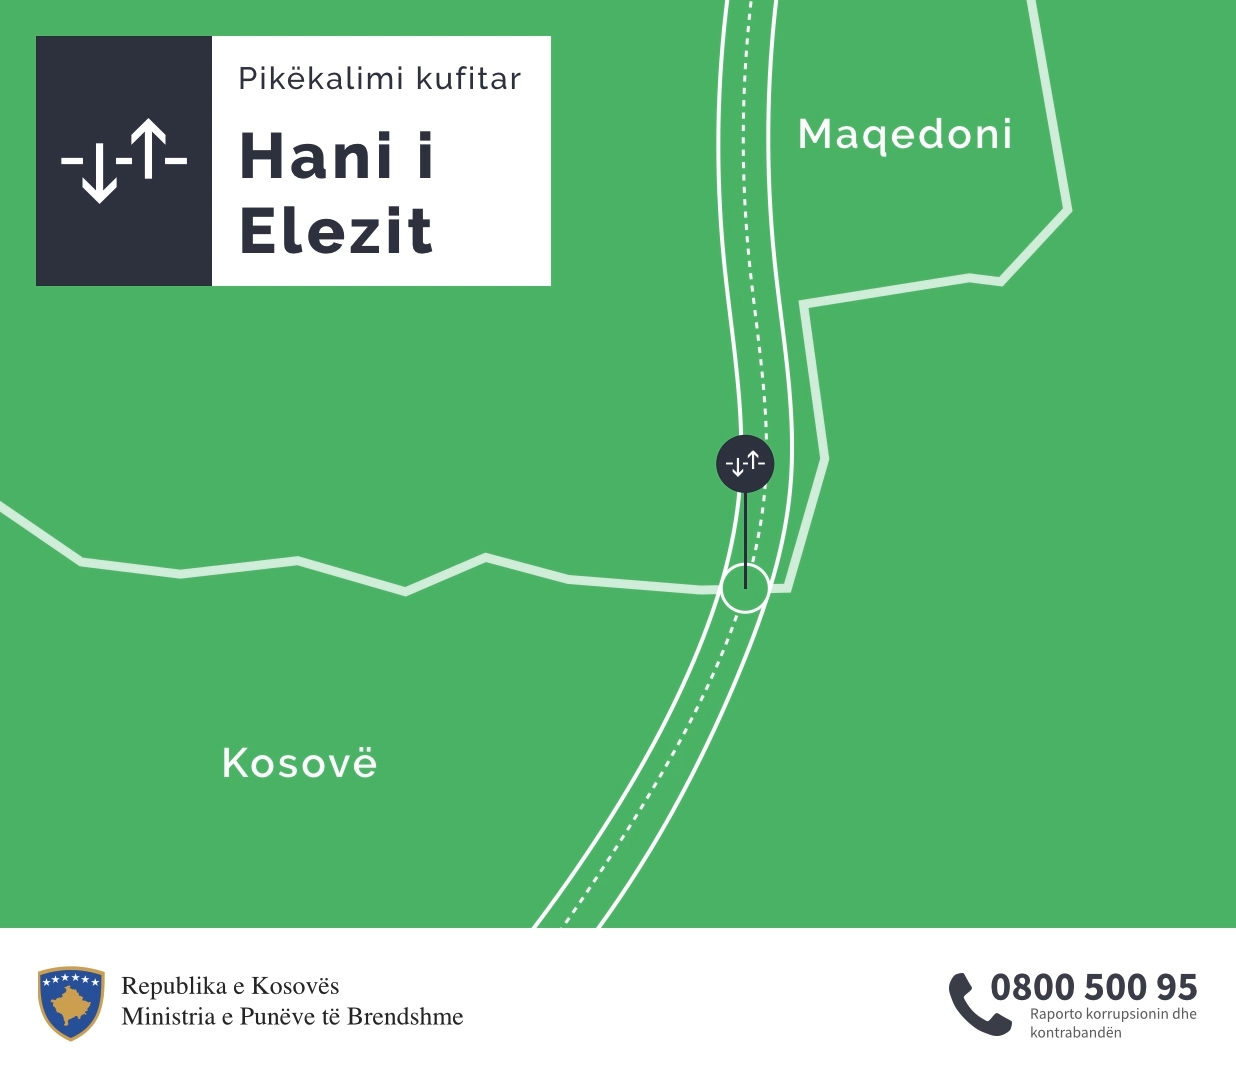 Pikëkalimi kufitar
Hani i
Elezit
Maqedoni
Kosovë
Republika e Kosovës
Ministria e Punëve të Brendshme
0800 500 95
Raporto korrupsionin dhe
kontrabandën